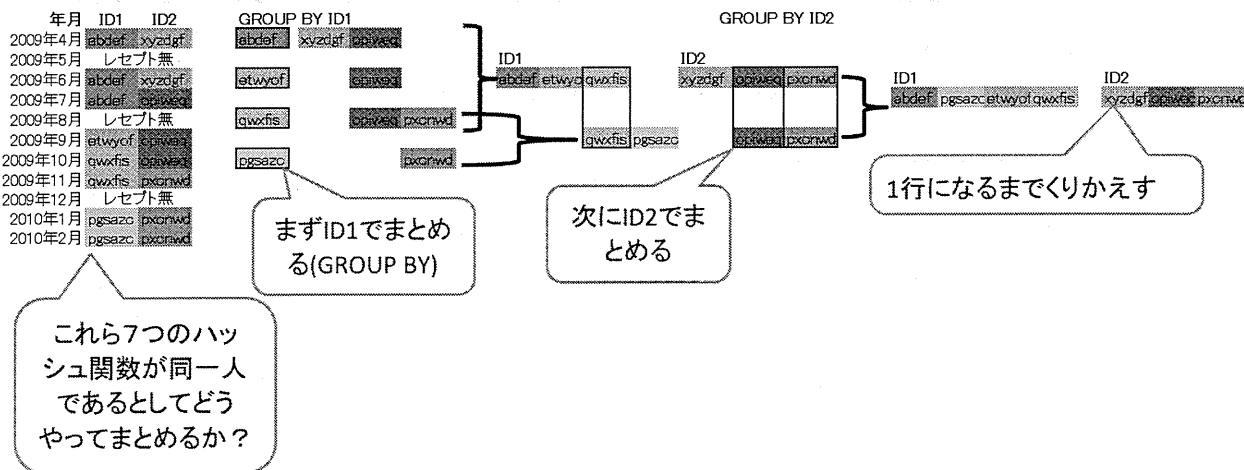 年月 ID1 ID2
2009年4月 abdef xyzdgf
2009年5月 レセプト無
2009年6月 abdef xyzdgf
2009年7月 abdef opiweq
2009年8月 レセプト無
2009年9月 etwyof opiweq
2009年10月 qwxfis opiweq
2009年11月 qwxfis pxcnwd
2009年12月 レセプト無
2010年1月 pgsazc pxcnwd
2010年2月 pgsazc pxcnwd
これら7つのハッ
シュ関数が同一人
であるとしてどう
やってまとめるか?
GROUP BY ID1
abdef xyzdgf opiweq
etwyof opiweq
qwxfis opiweq pxcnwd
pgsazc pxcnwd
まずID1でまとめ
る(GROUP BY)
GROUP BY ID2
ID1 ID2
abdef etwyo qwxfis xyzdgf opiweq pxcnwd
qwxfis pgsazc opiweq pxcnwd
次にID2でま
とめる
ID1 ID2
abdef pgsazc etwyof qwxfis xyzdgf opiweq pxcnwd
1行になるまでくりかえす